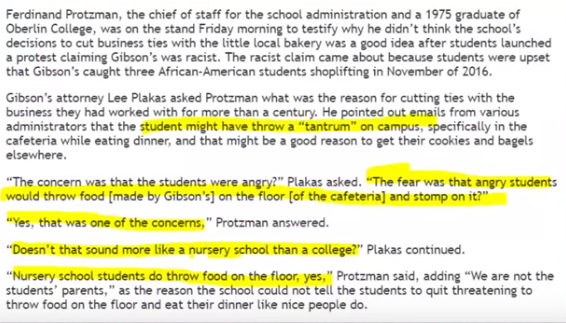 Ferdinand Protzman, the chief of staff for the school administration and a 1975 graduate of
Oberlin College, was on the stand Friday morning to testify why he didn't think the school's
decisions to cut business ties with the little local bakery was a good idea after students launched
a protest claiming Gibson's was racist. The racist claim came about because students were upset
that Gibson's caught three African-American students shoplifting in November of 2016.
Gibson's attorney Lee Plakas asked Protzman what was the reason for cutting ties with the
business they had worked with for more than a century. He pointed out emails from various
administrators that the student might have throw a “tantrum” on campus, specifically in the
cafeteria while eating dinner, and that might be a good reason to get their cookies and bagels
elsewhere.
“The concern was that the students were angry?” Plakas asked. “The fear was that angry students
would throw food [made by Gibson's] on the floor [of the cafeteria] and stomp on it?”
“Yes, that was one of the concerns,” Protzman answered.
“Doesn't that sound more like a nursery school than a college?” Plakas continued.
“Nursery school students do throw food on the floor, yes,” Protzman said, adding “We are not the
students' parents,” as the reason the school could not tell the students to quit threatening to
throw food on the floor and eat their dinner like nice people do.